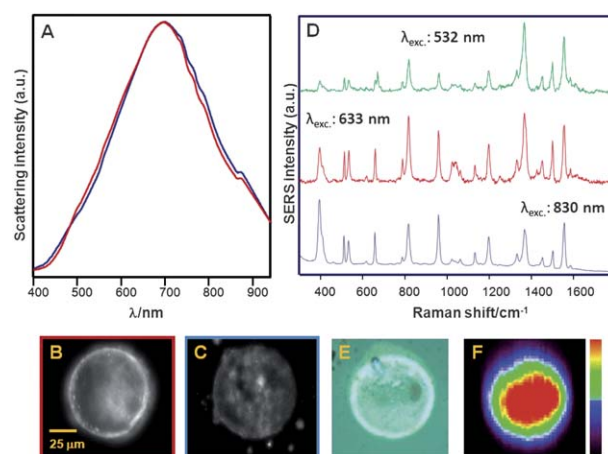 A
Scattering Intensity (a.u.)
400 500 600 700 800 900
λ/nm
D
λexc.: 532 nm
λexc.: 633 nm
λexc.: 830 nm
SERS Intensity (a.u.)
400 600 800 1000 1200 1400 1600
Raman shift/cm⁻¹
B
25 μm
C
E
F